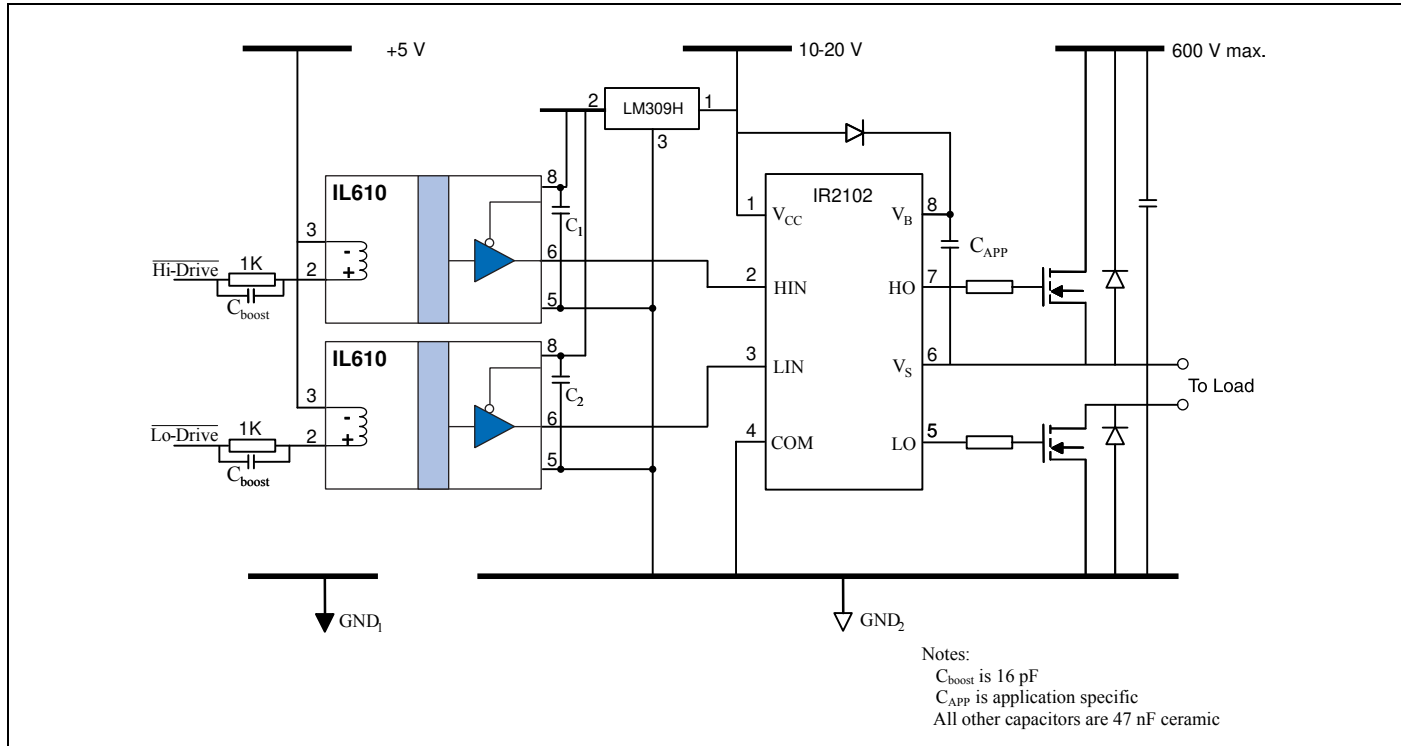 +5 V
10-20 V
600 V max.
2
LM309H
1
3
IL610
8
C1
3
1K
2
Hi-Drive
Cboost
-
+
6
5
IL610
8
C2
3
1K
2
Lo-Drive
Cboost
-
+
6
5
IR2102
1
VCC
VB
8
CAPP
2
HIN
HO
7
3
LIN
VS
6
To Load
4
COM
LO
5
GND1
GND2
Notes:
Cboost is 16 pF
CAPP is application specific
All other capacitors are 47 nF ceramic